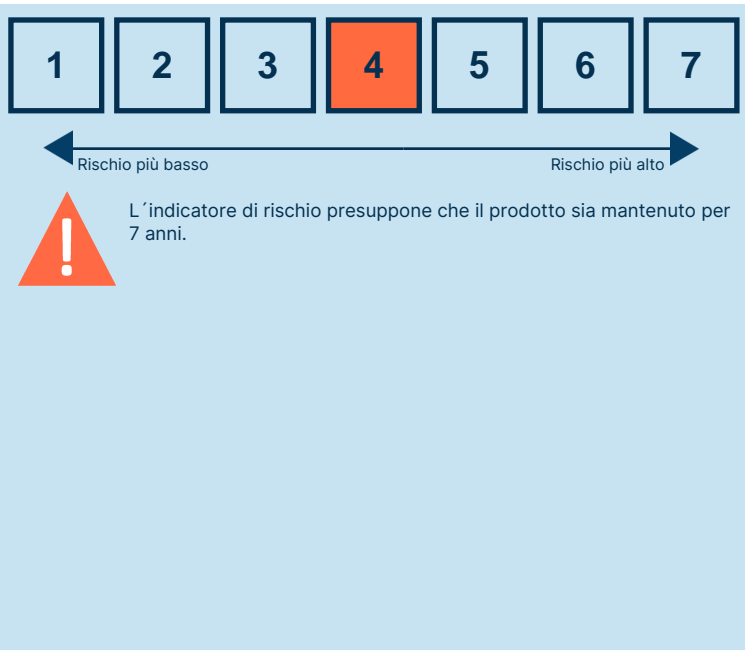 1 2 3 4 5 6 7
Rischio più basso Rischio più alto
!
L´indicatore di rischio presuppone che il prodotto sia mantenuto per
7 anni.